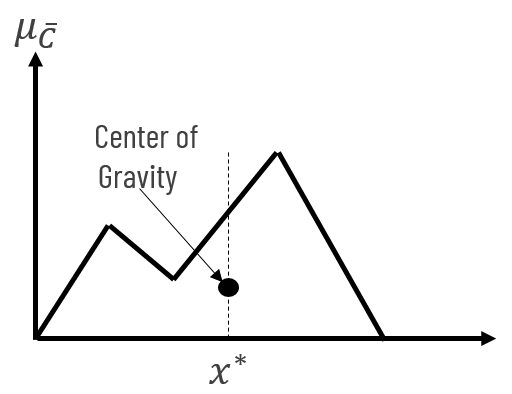 μ_C̄
Center of
Gravity
x*